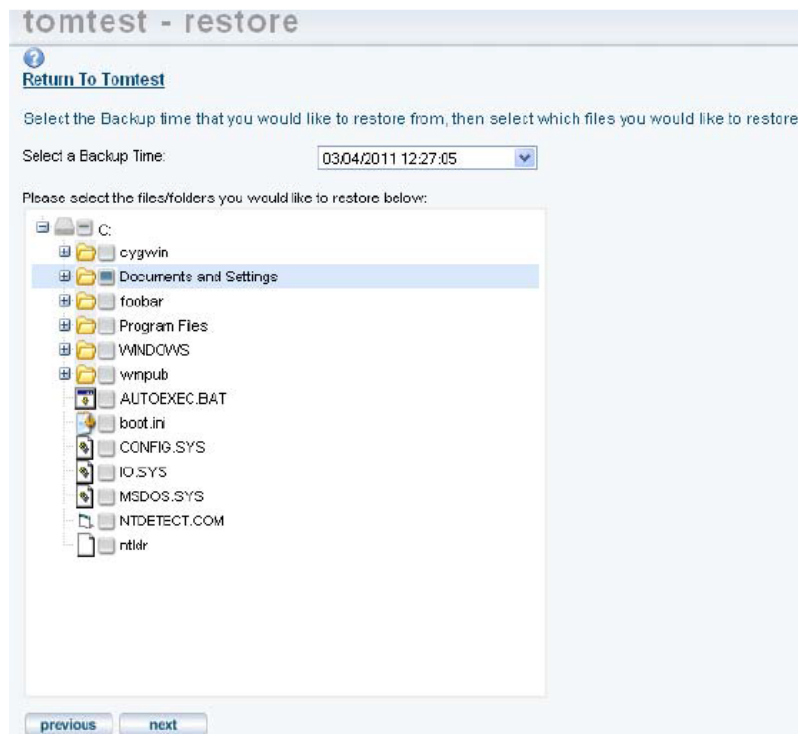 tomtest - restore
Return To Tomtest
Select the Backup time that you would like to restore from, then select which files you would like to restore
Select a Backup Time: 03/04/2011 12:27:05
Please select the files/folders you would like to restore below:
C:
cygwin
Documents and Settings
foobar
Program Files
WINDOWS
wmpub
AUTOEXEC.BAT
boot.ini
CONFIG.SYS
IO.SYS
MSDOS.SYS
NTDETECT.COM
ntldr
previous next